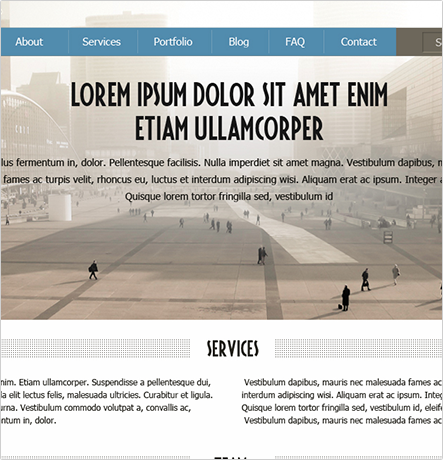 About Services Portfolio Blog FAQ Contact S
LOREM IPSUM DOLOR SIT AMET ENIM
ETIAM ULLAMCORPER
lus fermentum in, dolor. Pellentesque facilisis. Nulla imperdiet sit amet magna. Vestibulum dapibus, m
fames ac turpis velit, rhoncus eu, luctus et interdum adipiscing wisi. Aliquam erat ac ipsum. Integer a
Quisque lorem tortor fringilla sed, vestibulum id
SERVICES
nim. Etiam ullamcorper. Suspendisse a pellentesque dui,
la elit lectus felis, malesuada ultricies. Curabitur et ligula.
urna. Vestibulum commodo volutpat a, convallis ac,
ntum in, dolor.
Vestibulum dapibus, mauris nec malesuada fames ac
interdum adipiscing wisi. Aliquam erat ac ipsum. Integ
Quisque lorem tortor fringilla sed, vestibulum id, eleife
Vestibulum dapibus, mauris nec malesuada fames ac